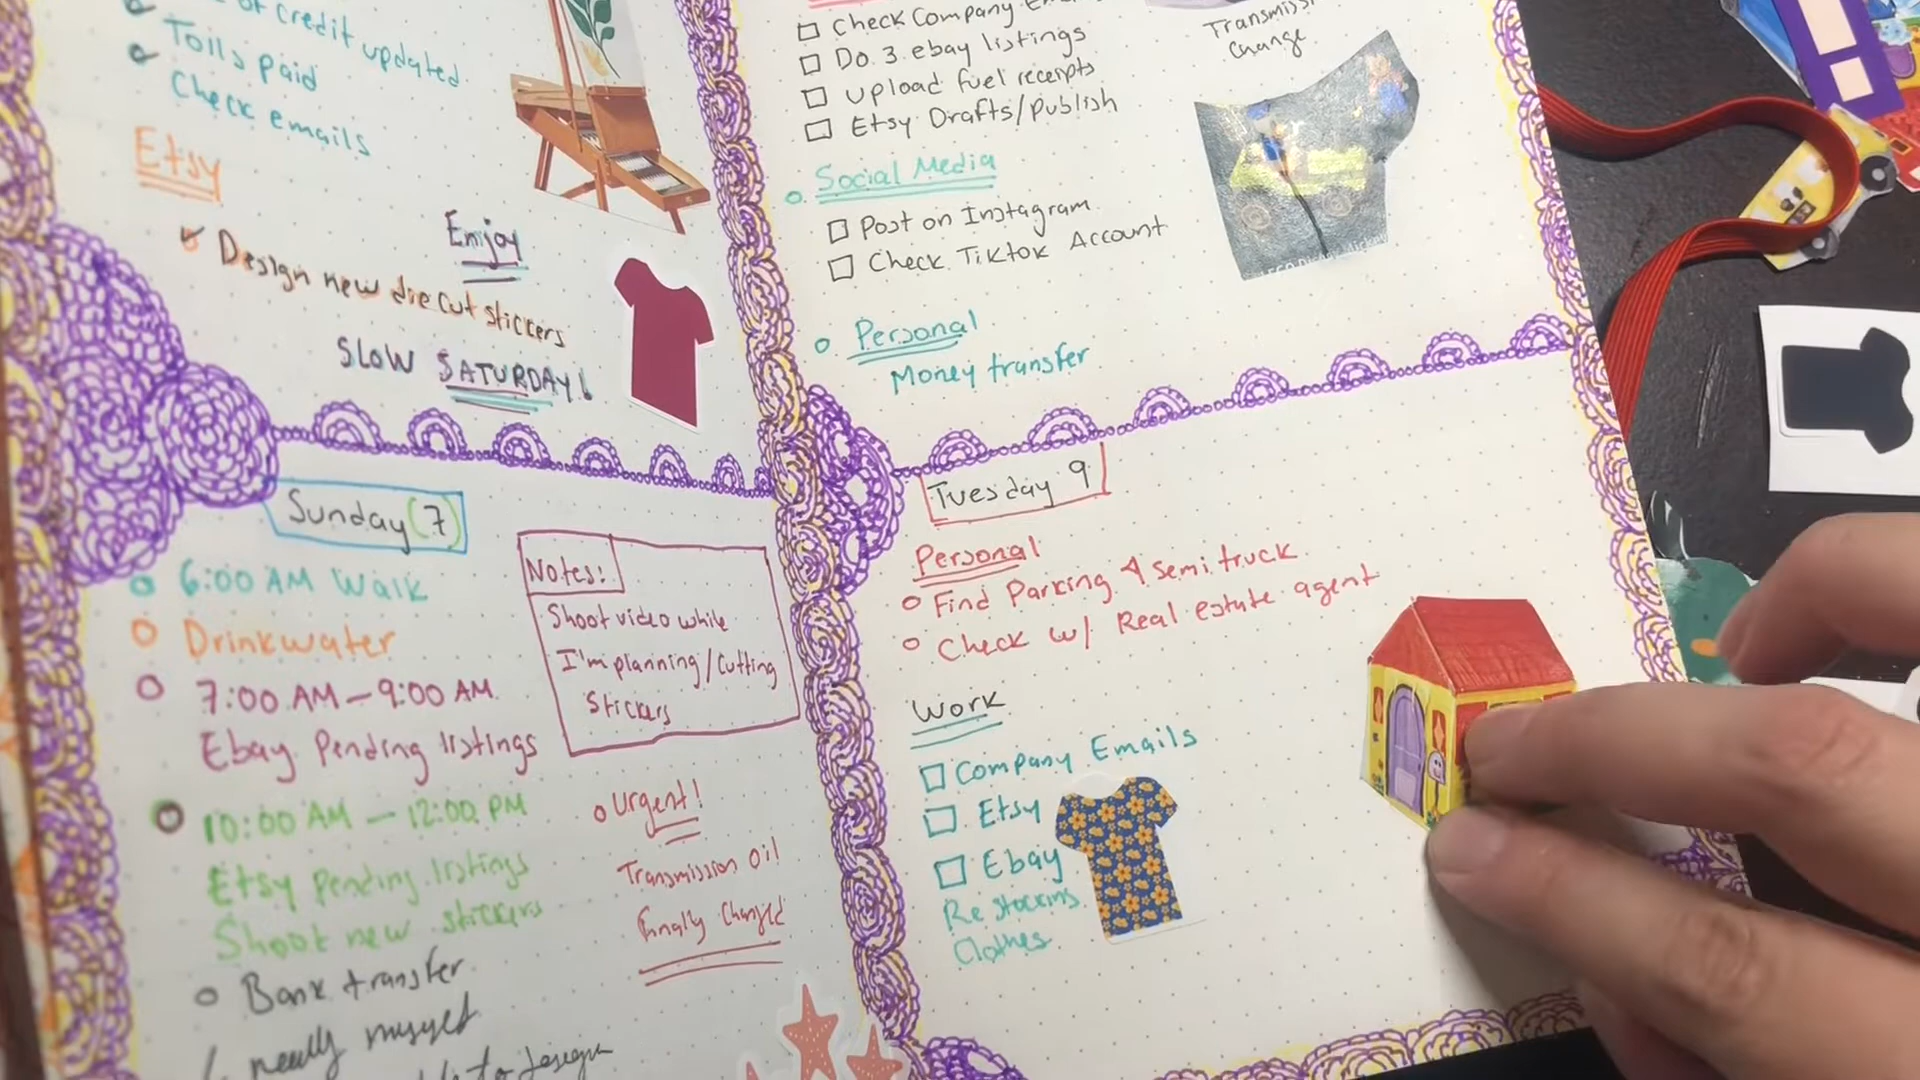 of credit updated
Tolls paid
Check emails
Etsy
Design new die cut stickers
Enjoy
SLOW SATURDAY!
Sunday (7)
6:00 AM Walk
Drink water
7:00 AM – 9:00 AM
Ebay Pending listings
10:00 AM – 12:00 PM
Etsy pending listings
Shoot new stickers
Bank transfer
Notes:
Shoot video while
I'm planning/cutting
Stickers
Urgent!
Transmission Oil
Finally Changed
Check Company
Do 3 ebay listings
Upload fuel receipts
Etsy Drafts/Publish
Change
Social Media
Post on Instagram
Check Tiktok Account
Personal
Money transfer
Tuesday 9
Personal
Find Parking 4 semi truck
Check w/ Real estate agent
Work
Company Emails
Etsy
Ebay
Re stocking
Clothes